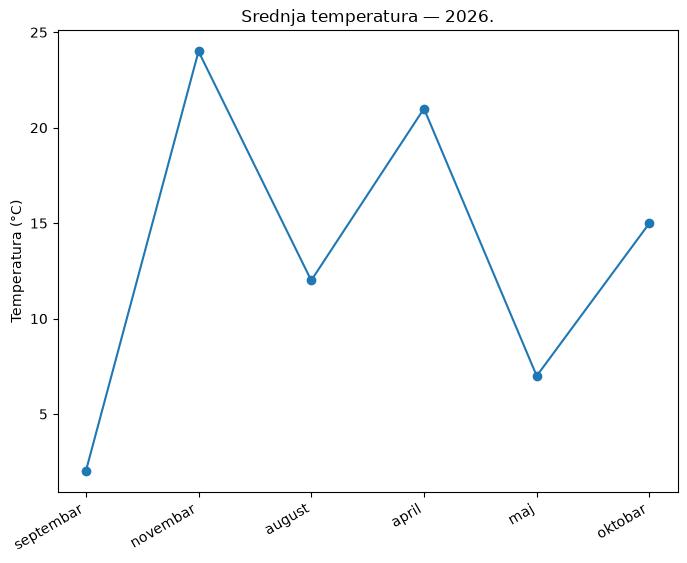 Srednja temperatura — 2026.
Temperatura (°C)
25
20
15
10
5
septembar
novembar
august
april
maj
oktobar